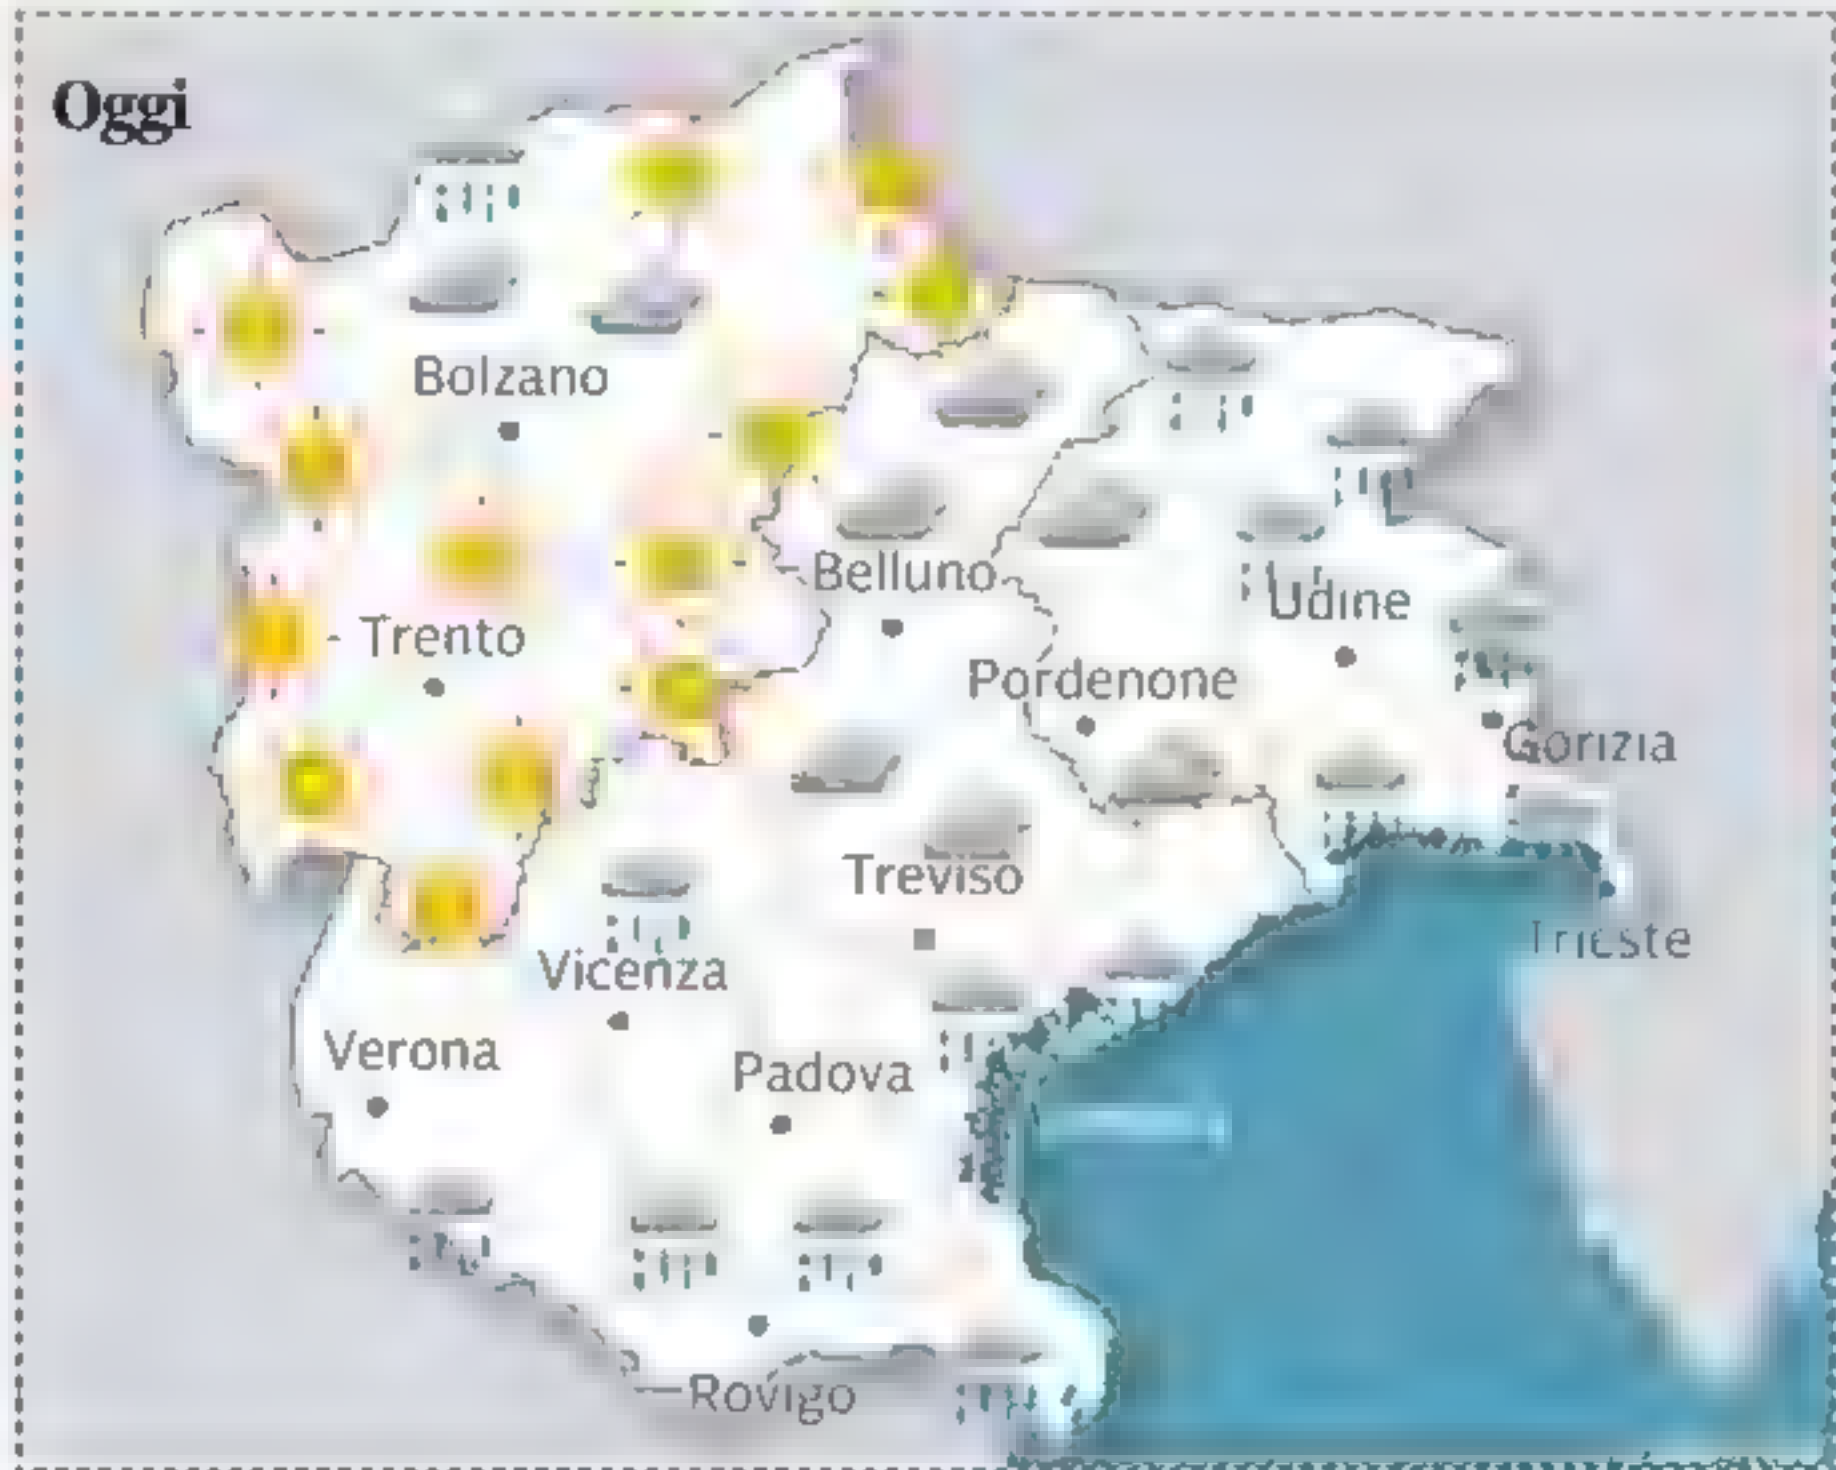 Oggi
Bolzano
Belluno
Udine
Trento
Pordenone
Gorizia
Treviso
Trieste
Vicenza
Verona
Padova
Rovigo